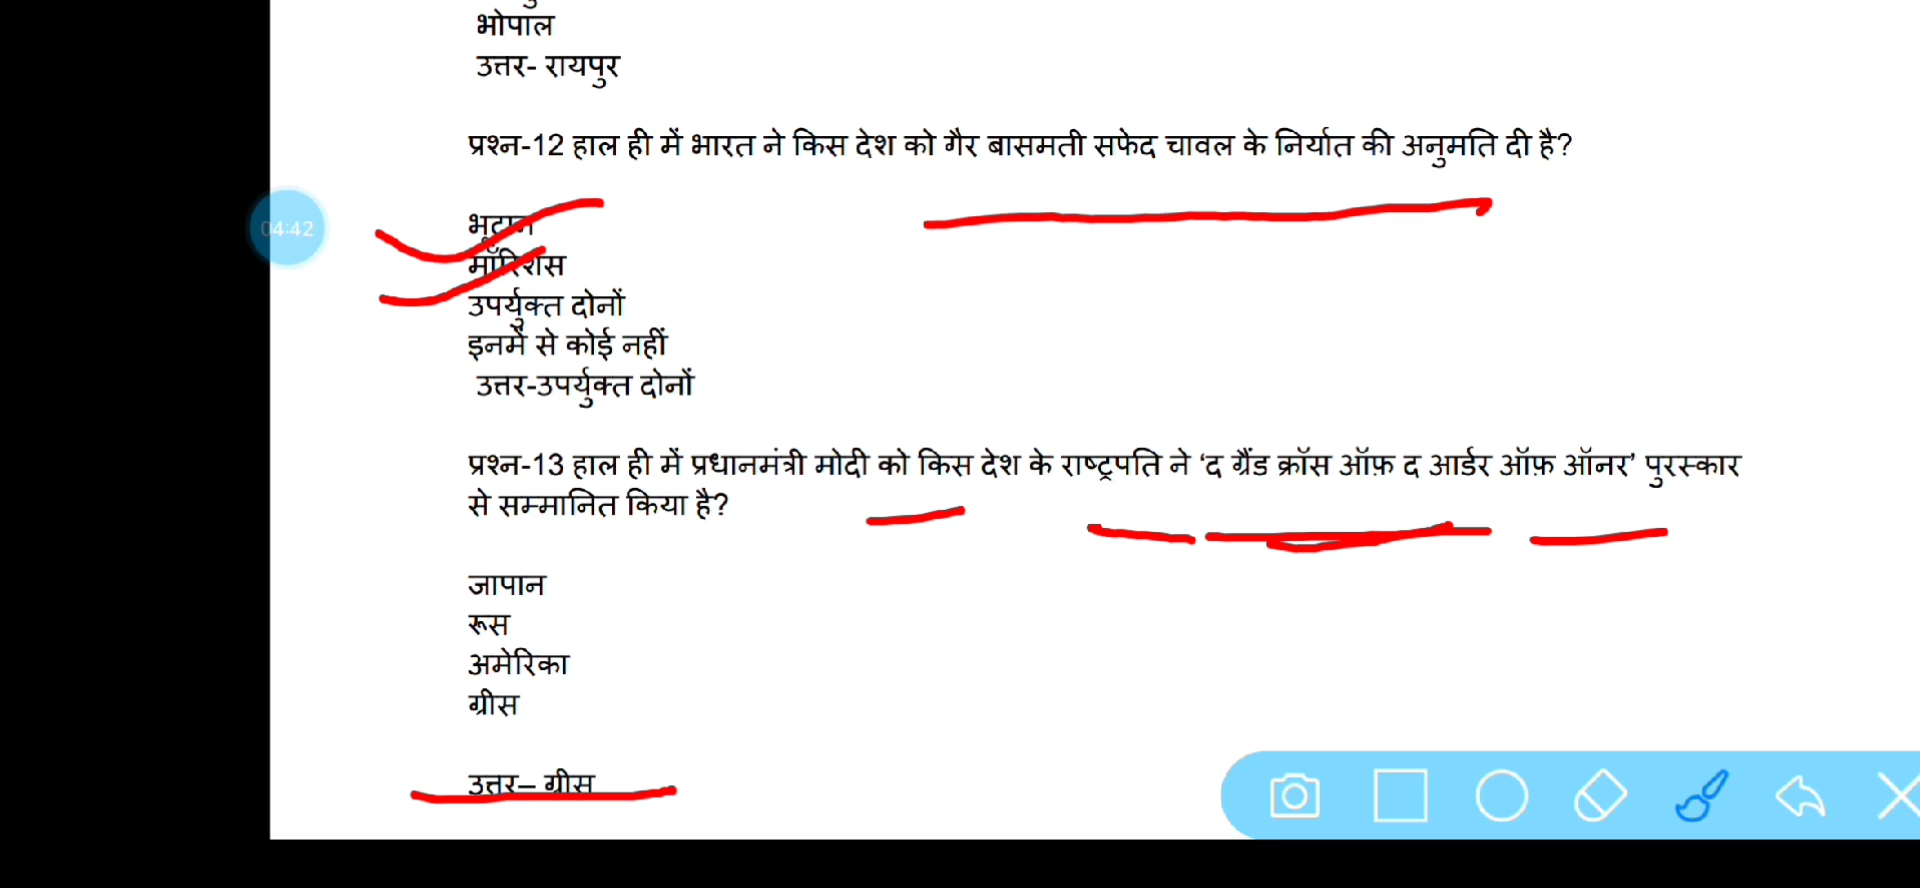 भोपाल
उत्तर- रायपुर
प्रश्न-12 हाल ही में भारत ने किस देश को गैर बासमती सफेद चावल के निर्यात की अनुमति दी है?
04:42
भूटान
मॉरिशस
उपर्युक्त दोनों
इनमें से कोई नहीं
उत्तर-उपर्युक्त दोनों
प्रश्न-13 हाल ही में प्रधानमंत्री मोदी को किस देश के राष्ट्रपति ने ‘द ग्रैंड क्रॉस ऑफ़ द आर्डर ऑफ़ ऑनर’ पुरस्कार
से सम्मानित किया है?
जापान
रूस
अमेरिका
ग्रीस
उत्तर– ग्रीस